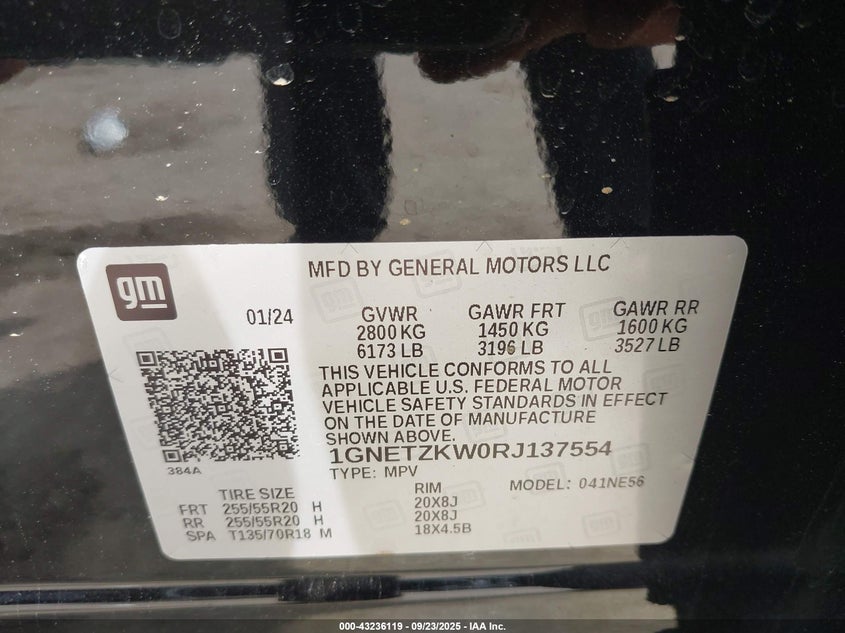 gm
MFD BY GENERAL MOTORS LLC
01/24
GVWR GAWR FRT GAWR RR
2800 KG 1450 KG 1600 KG
6173 LB 3196 LB 3527 LB
THIS VEHICLE CONFORMS TO ALL
APPLICABLE U.S. FEDERAL MOTOR
VEHICLE SAFETY STANDARDS IN EFFECT
ON THE DATE OF MANUFACTURE
SHOWN ABOVE.
384A
1GNETZKW0RJ137554
TYPE: MPV
TIRE SIZE RIM MODEL: 041NE56
FRT 255/55R20 H 20X8J
RR 255/55R20 H 20X8J
SPA T135/70R18 M 18X4.5B
000-43236119 - 09/23/2025 - IAA Inc.